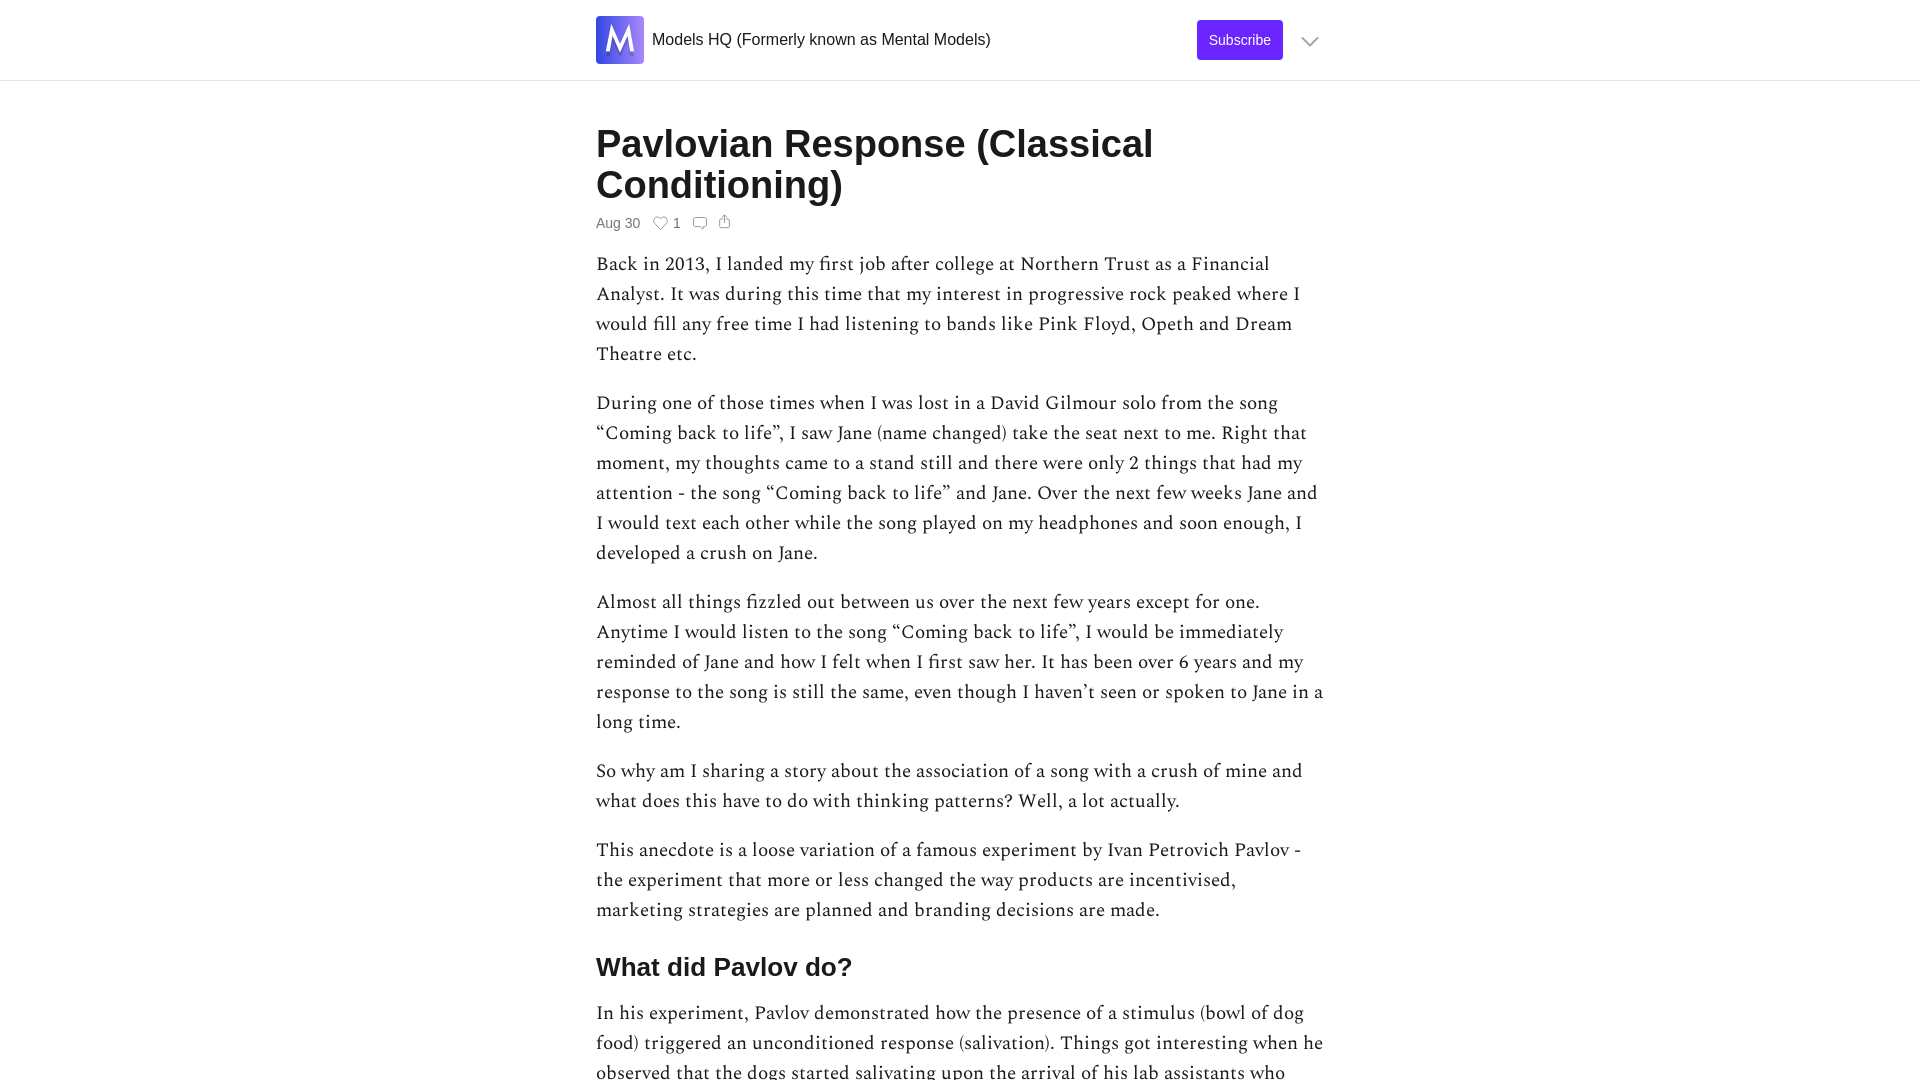 M
Models HQ (Formerly known as Mental Models)
Subscribe
Pavlovian Response (Classical
Conditioning)
Aug 30
1
Back in 2013, I landed my first job after college at Northern Trust as a Financial
Analyst. It was during this time that my interest in progressive rock peaked where I
would fill any free time I had listening to bands like Pink Floyd, Opeth and Dream
Theatre etc.
During one of those times when I was lost in a David Gilmour solo from the song
“Coming back to life”, I saw Jane (name changed) take the seat next to me. Right that
moment, my thoughts came to a stand still and there were only 2 things that had my
attention - the song “Coming back to life” and Jane. Over the next few weeks Jane and
I would text each other while the song played on my headphones and soon enough, I
developed a crush on Jane.
Almost all things fizzled out between us over the next few years except for one.
Anytime I would listen to the song “Coming back to life”, I would be immediately
reminded of Jane and how I felt when I first saw her. It has been over 6 years and my
response to the song is still the same, even though I haven’t seen or spoken to Jane in a
long time.
So why am I sharing a story about the association of a song with a crush of mine and
what does this have to do with thinking patterns? Well, a lot actually.
This anecdote is a loose variation of a famous experiment by Ivan Petrovich Pavlov -
the experiment that more or less changed the way products are incentivised,
marketing strategies are planned and branding decisions are made.
What did Pavlov do?
In his experiment, Pavlov demonstrated how the presence of a stimulus (bowl of dog
food) triggered an unconditioned response (salivation). Things got interesting when he
observed that the dogs started salivating upon the arrival of his lab assistants who